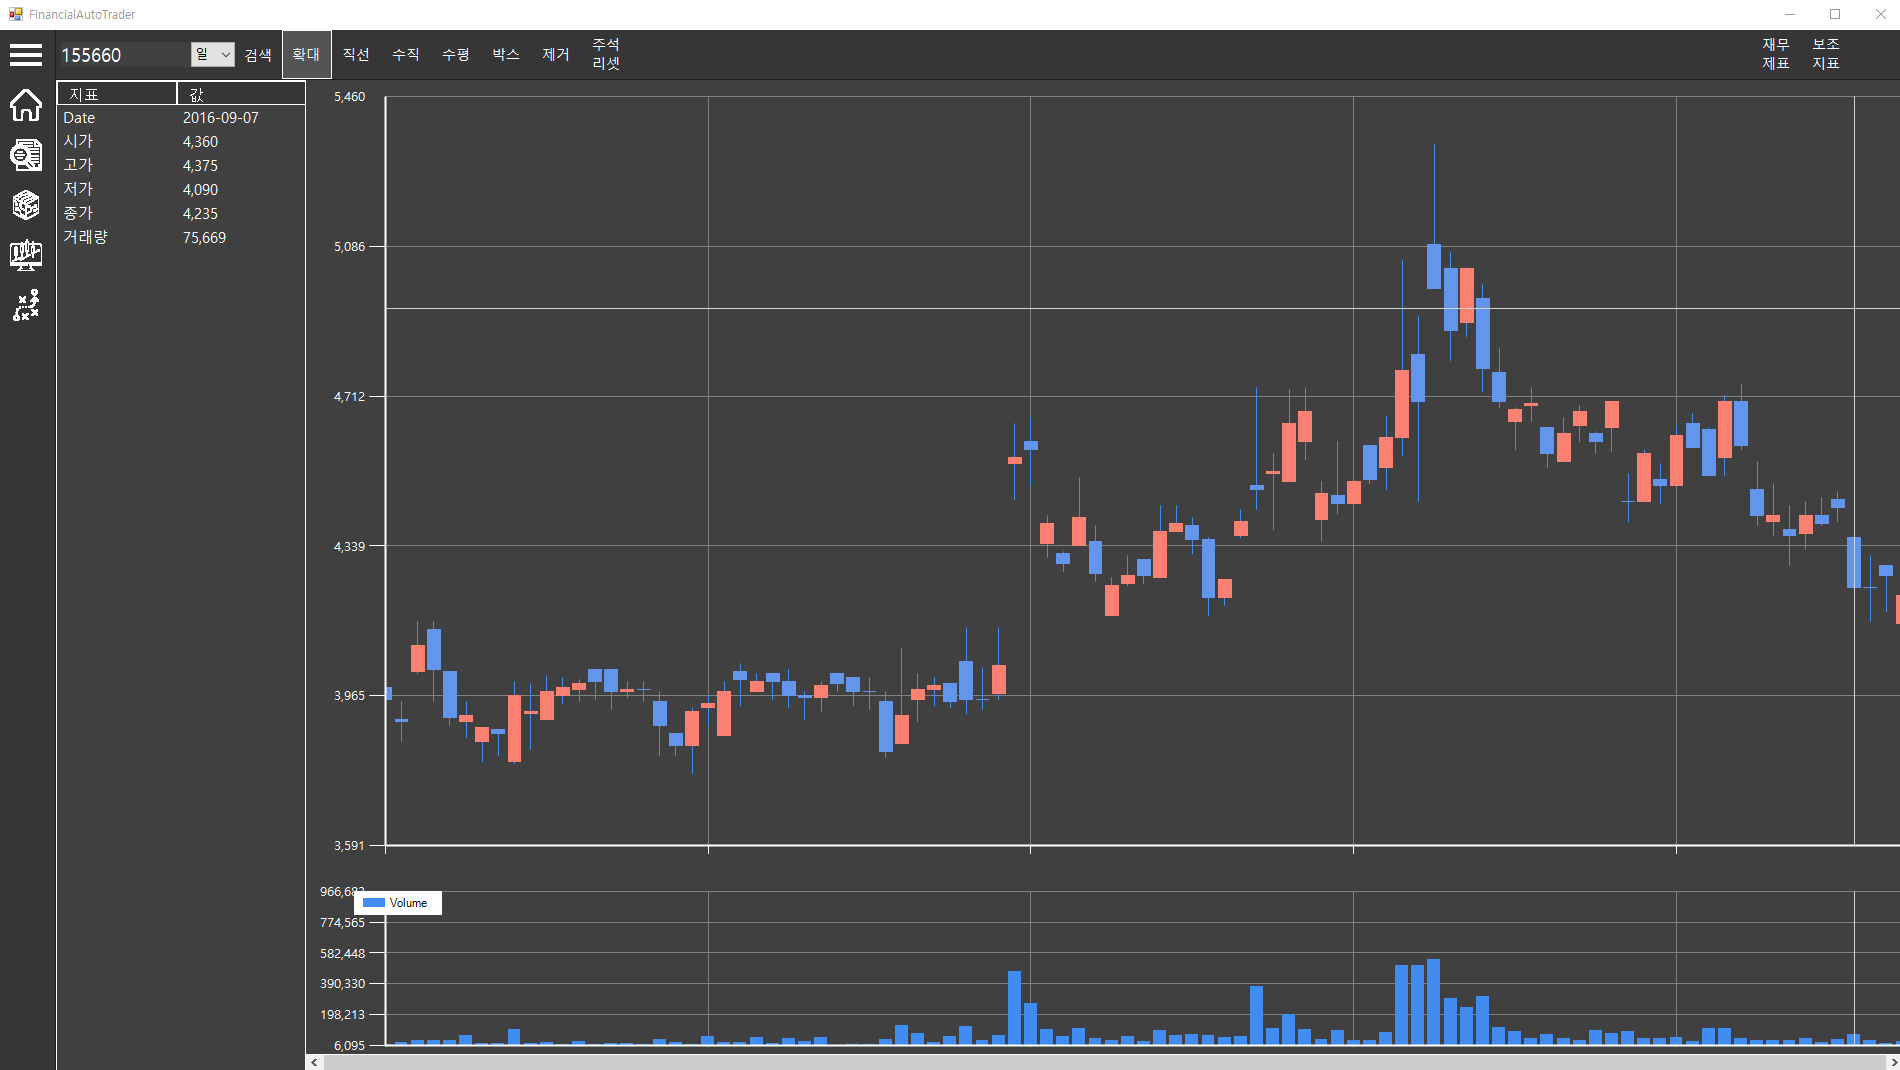 FinancialAutoTrader
155660
일
검색
확대
직선
수직
수평
박스
제거
주석
리셋
재무
제표
보조
지표
지표 값
Date 2016-09-07
시가 4,360
고가 4,375
저가 4,090
종가 4,235
거래량 75,669
5,460
5,086
4,712
4,339
3,965
3,591
966,682
Volume
774,565
582,448
390,330
198,213
6,095